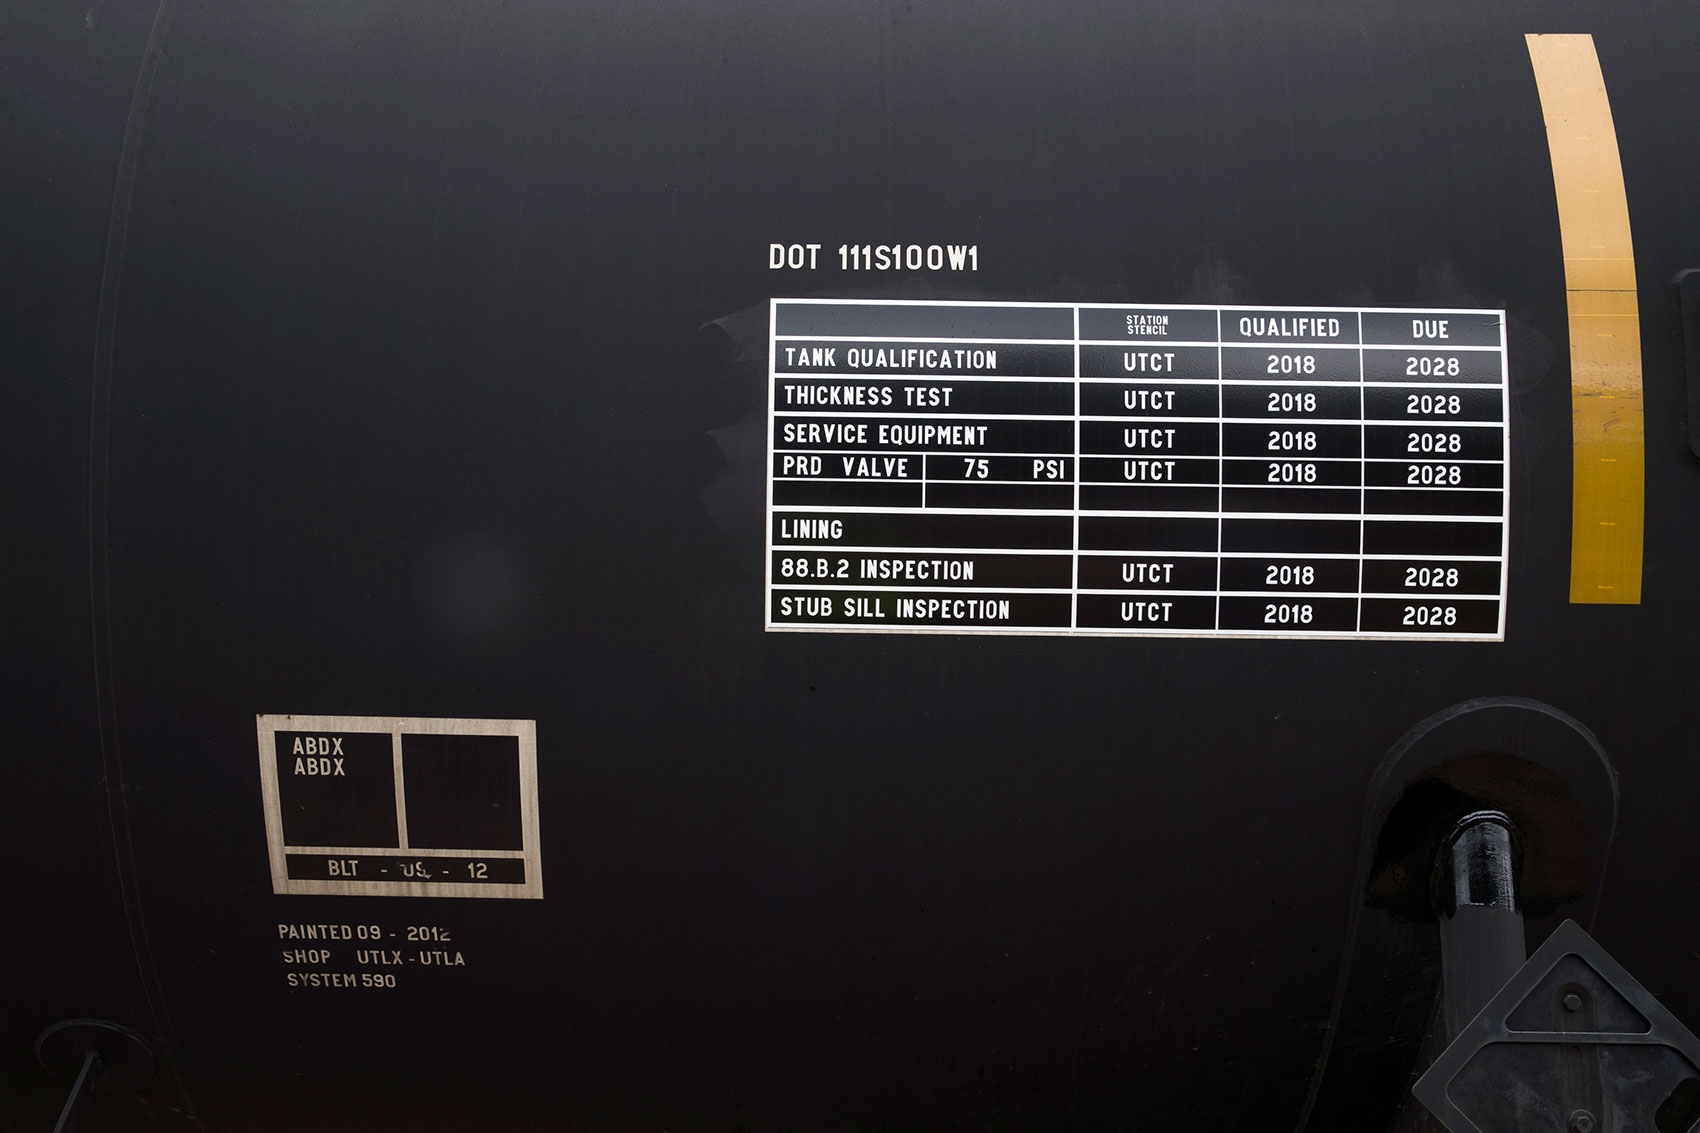 DOT 111S100W1
STATION STENCIL QUALIFIED DUE
TANK QUALIFICATION UTCT 2018 2028
THICKNESS TEST UTCT 2018 2028
SERVICE EQUIPMENT UTCT 2018 2028
PRD VALVE 75 PSI UTCT 2018 2028
LINING
88.B.2 INSPECTION UTCT 2018 2028
STUB SILL INSPECTION UTCT 2018 2028
ABDX
ABDX
BLT - - 12
PAINTED 09 - 2012
SHOP UTLX - UTLA
SYSTEM 590